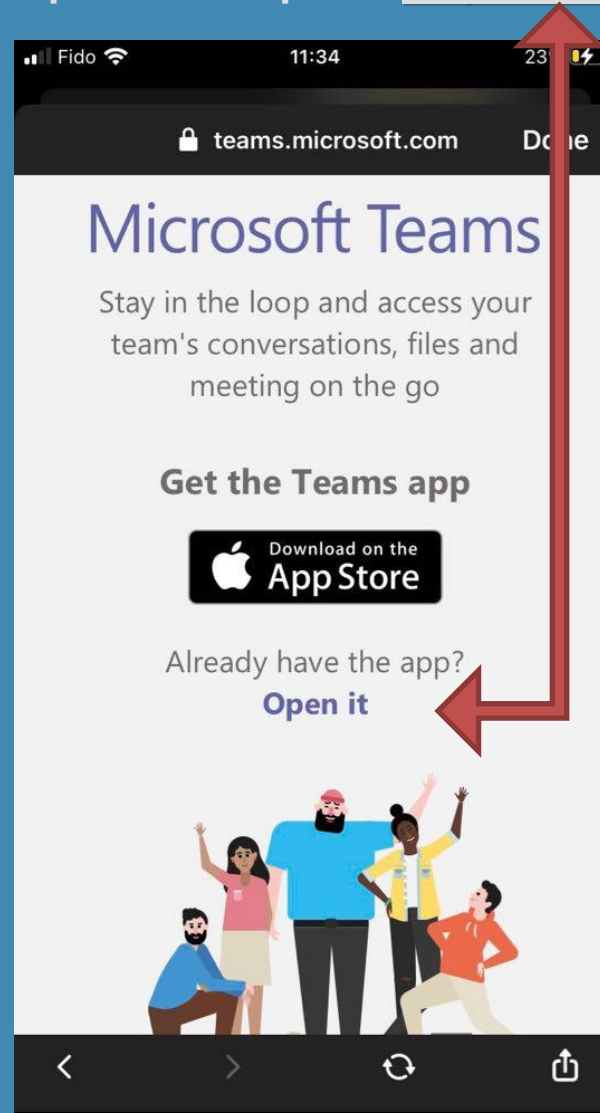 Fido 11:34
teams.microsoft.com
Microsoft Teams
Stay in the loop and access your
team's conversations, files and
meeting on the go
Get the Teams app
Download on the
App Store
Already have the app?
Open it